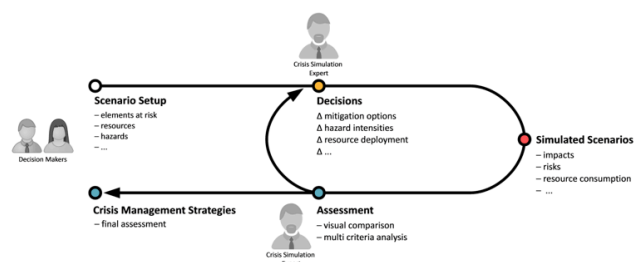 Crisis Simulation
Expert
Scenario Setup
– elements at risk
– resources
– hazards
– ...
Decisions
Δ mitigation options
Δ hazard intensities
Δ resource deployment
Δ ...
Decision Makers
Simulated Scenarios
– impacts
– risks
– resource consumption
– ...
Crisis Management Strategies
– final assessment
Assessment
– visual comparison
– multi criteria analysis
Crisis Simulation